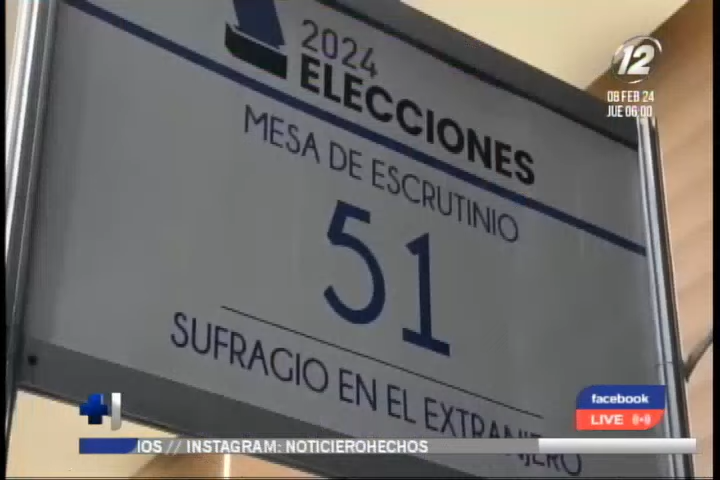 2024
ELECCIONES
MESA DE ESCRUTINIO
51
SUFRAGIO EN EL EXTRANJERO
12
08 FEB 24
JUE 06:00
facebook
LIVE
+H
IOS // INSTAGRAM: NOTICIEROHECHOS